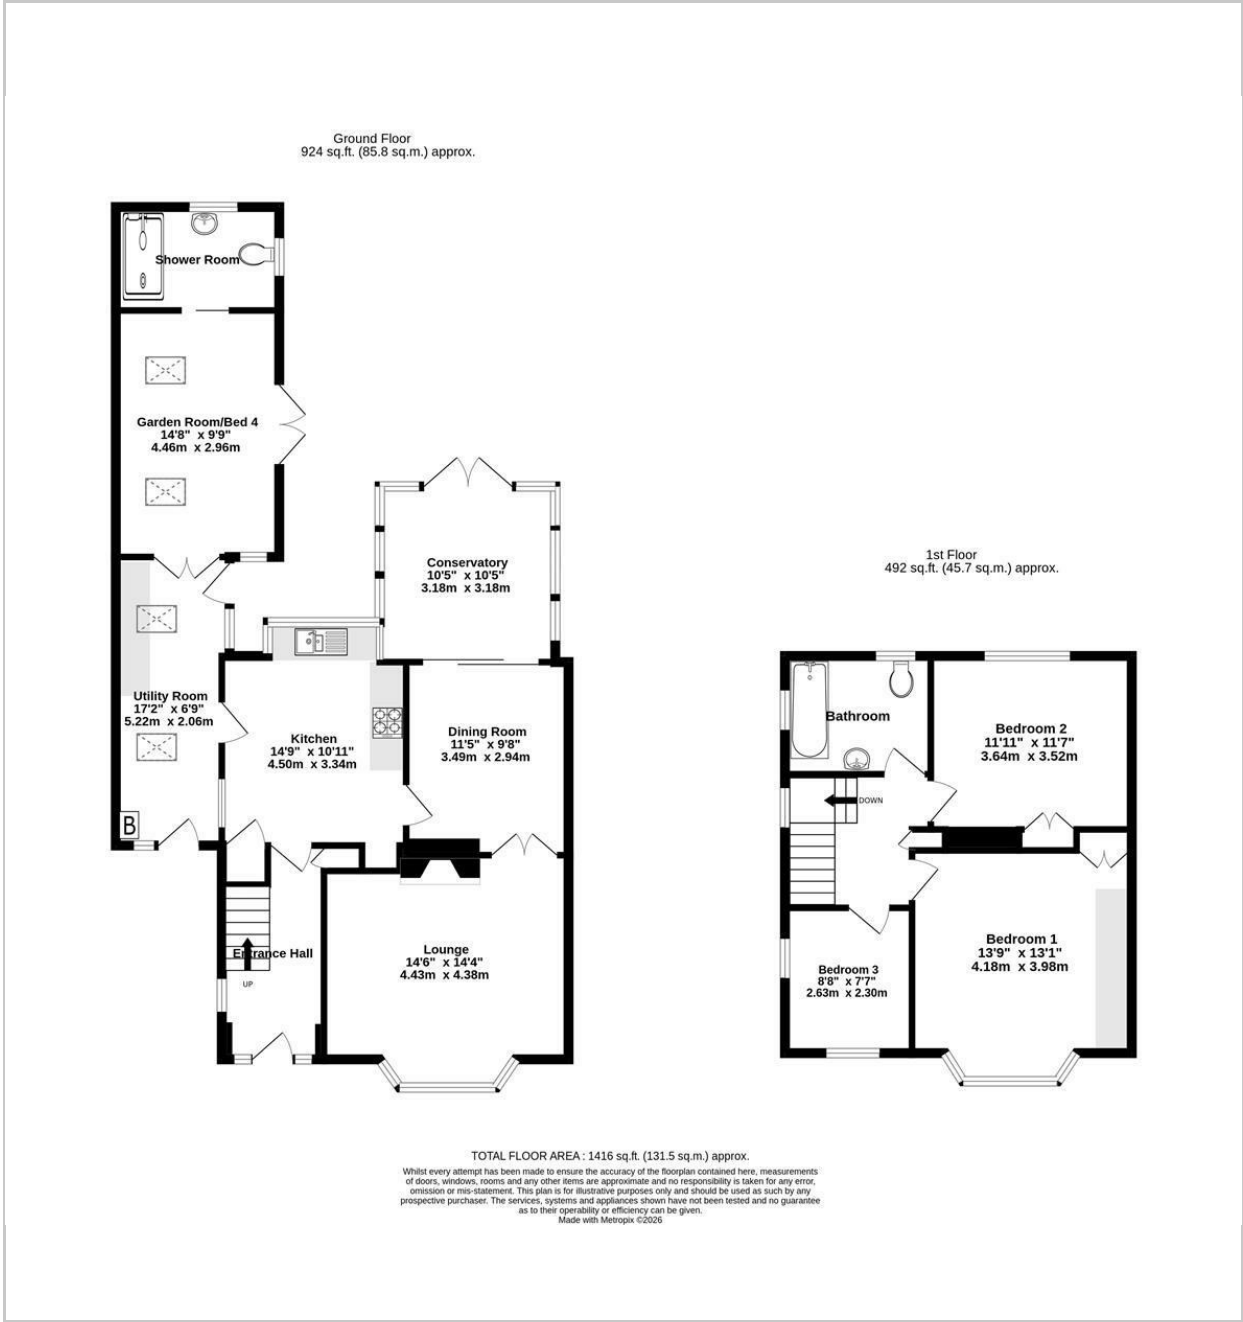 Ground Floor
924 sq.ft. (85.8 sq.m.) approx.
Shower Room
Garden Room/Bed 4
14'8" x 9'9"
4.46m x 2.96m
Conservatory
10'5" x 10'5"
3.18m x 3.18m
Utility Room
17'2" x 6'9"
5.22m x 2.06m
Kitchen
14'9" x 10'11"
4.50m x 3.34m
Dining Room
11'5" x 9'8"
3.49m x 2.94m
B
Entrance Hall
UP
Lounge
14'6" x 14'4"
4.43m x 4.38m
1st Floor
492 sq.ft. (45.7 sq.m.) approx.
Bathroom
Bedroom 2
11'11" x 11'7"
3.64m x 3.52m
DOWN
Bedroom 1
13'9" x 13'1"
4.18m x 3.98m
Bedroom 3
8'8" x 7'7"
2.63m x 2.30m
TOTAL FLOOR AREA : 1416 sq.ft. (131.5 sq.m.) approx.
Whilst every attempt has been made to ensure the accuracy of the floorplan contained here, measurements
of doors, windows, rooms and any other items are approximate and no responsibility is taken for any error,
omission or mis-statement. This plan is for illustrative purposes only and should be used as such by any
prospective purchaser. The services, systems and appliances shown have not been tested and no guarantee
as to their operability or efficiency can be given.
Made with Metropix ©2026